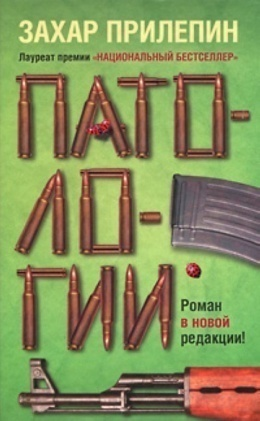 ЗАХАР ПРИЛЕПИН
Лауреат премии «НАЦИОНАЛЬНЫЙ БЕСТСЕЛЛЕР»
ПАТО-
ЛО-
ГИИ
Роман
в новой
редакции!